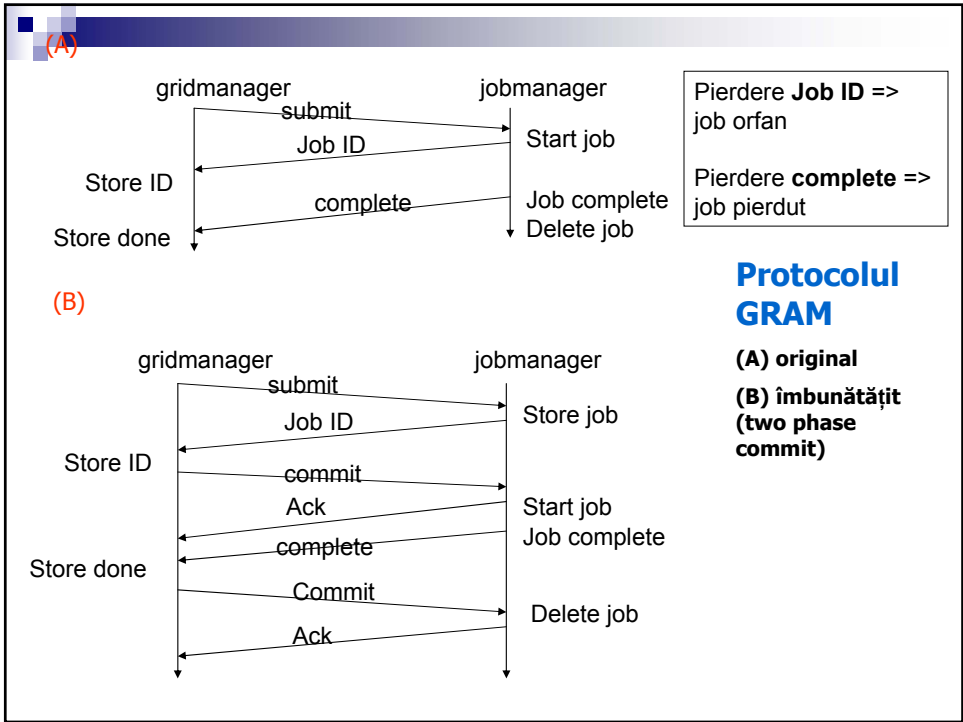 (A)
gridmanager
jobmanager
submit
Start job
Job ID
Store ID
complete
Job complete
Delete job
Store done
Pierdere Job ID =>
job orfan
Pierdere complete =>
job pierdut
Protocolul
GRAM
(A) original
(B) îmbunătățit
(two phase
commit)
(B)
gridmanager
jobmanager
submit
Store job
Job ID
Store ID
commit
Ack
Start job
Job complete
complete
Store done
Commit
Delete job
Ack